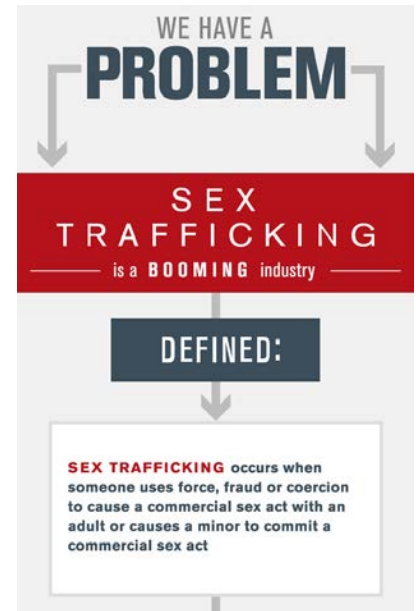 WE HAVE A
PROBLEM
SEX
TRAFFICKING
is a BOOMING industry
DEFINED:
SEX TRAFFICKING occurs when
someone uses force, fraud or coercion
to cause a commercial sex act with an
adult or causes a minor to commit a
commercial sex act